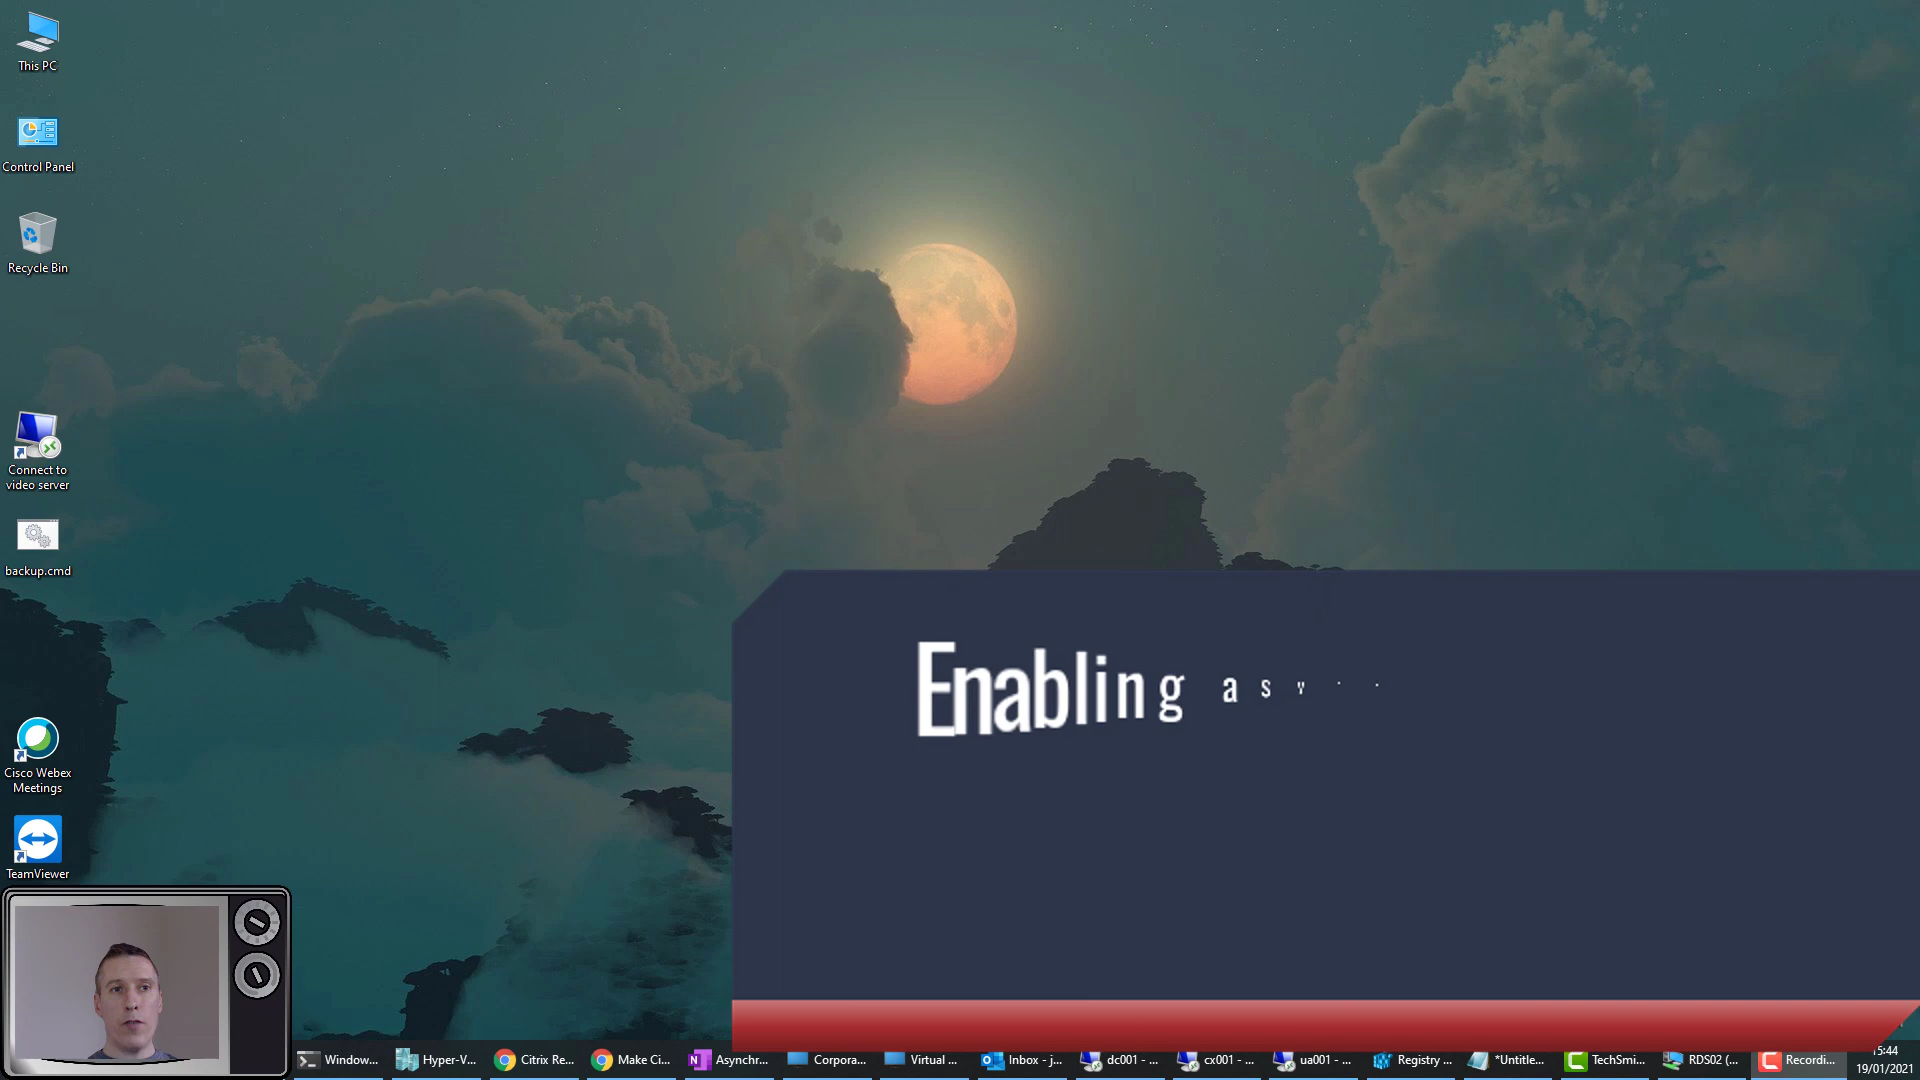 This PC
Control Panel
Recycle Bin
Connect to
video server
backup.cmd
Cisco Webex
Meetings
TeamViewer
Enabling asy
Window...
Hyper-V...
Citrix Re...
Make Ci...
Asynchr...
Corpora...
Virtual ...
Inbox - j...
dc001 - ...
cx001 - ...
ua001 - ...
Registry ...
*Untitle...
TechSmi...
RDS02 (...
Recordi...
15:44
19/01/2021